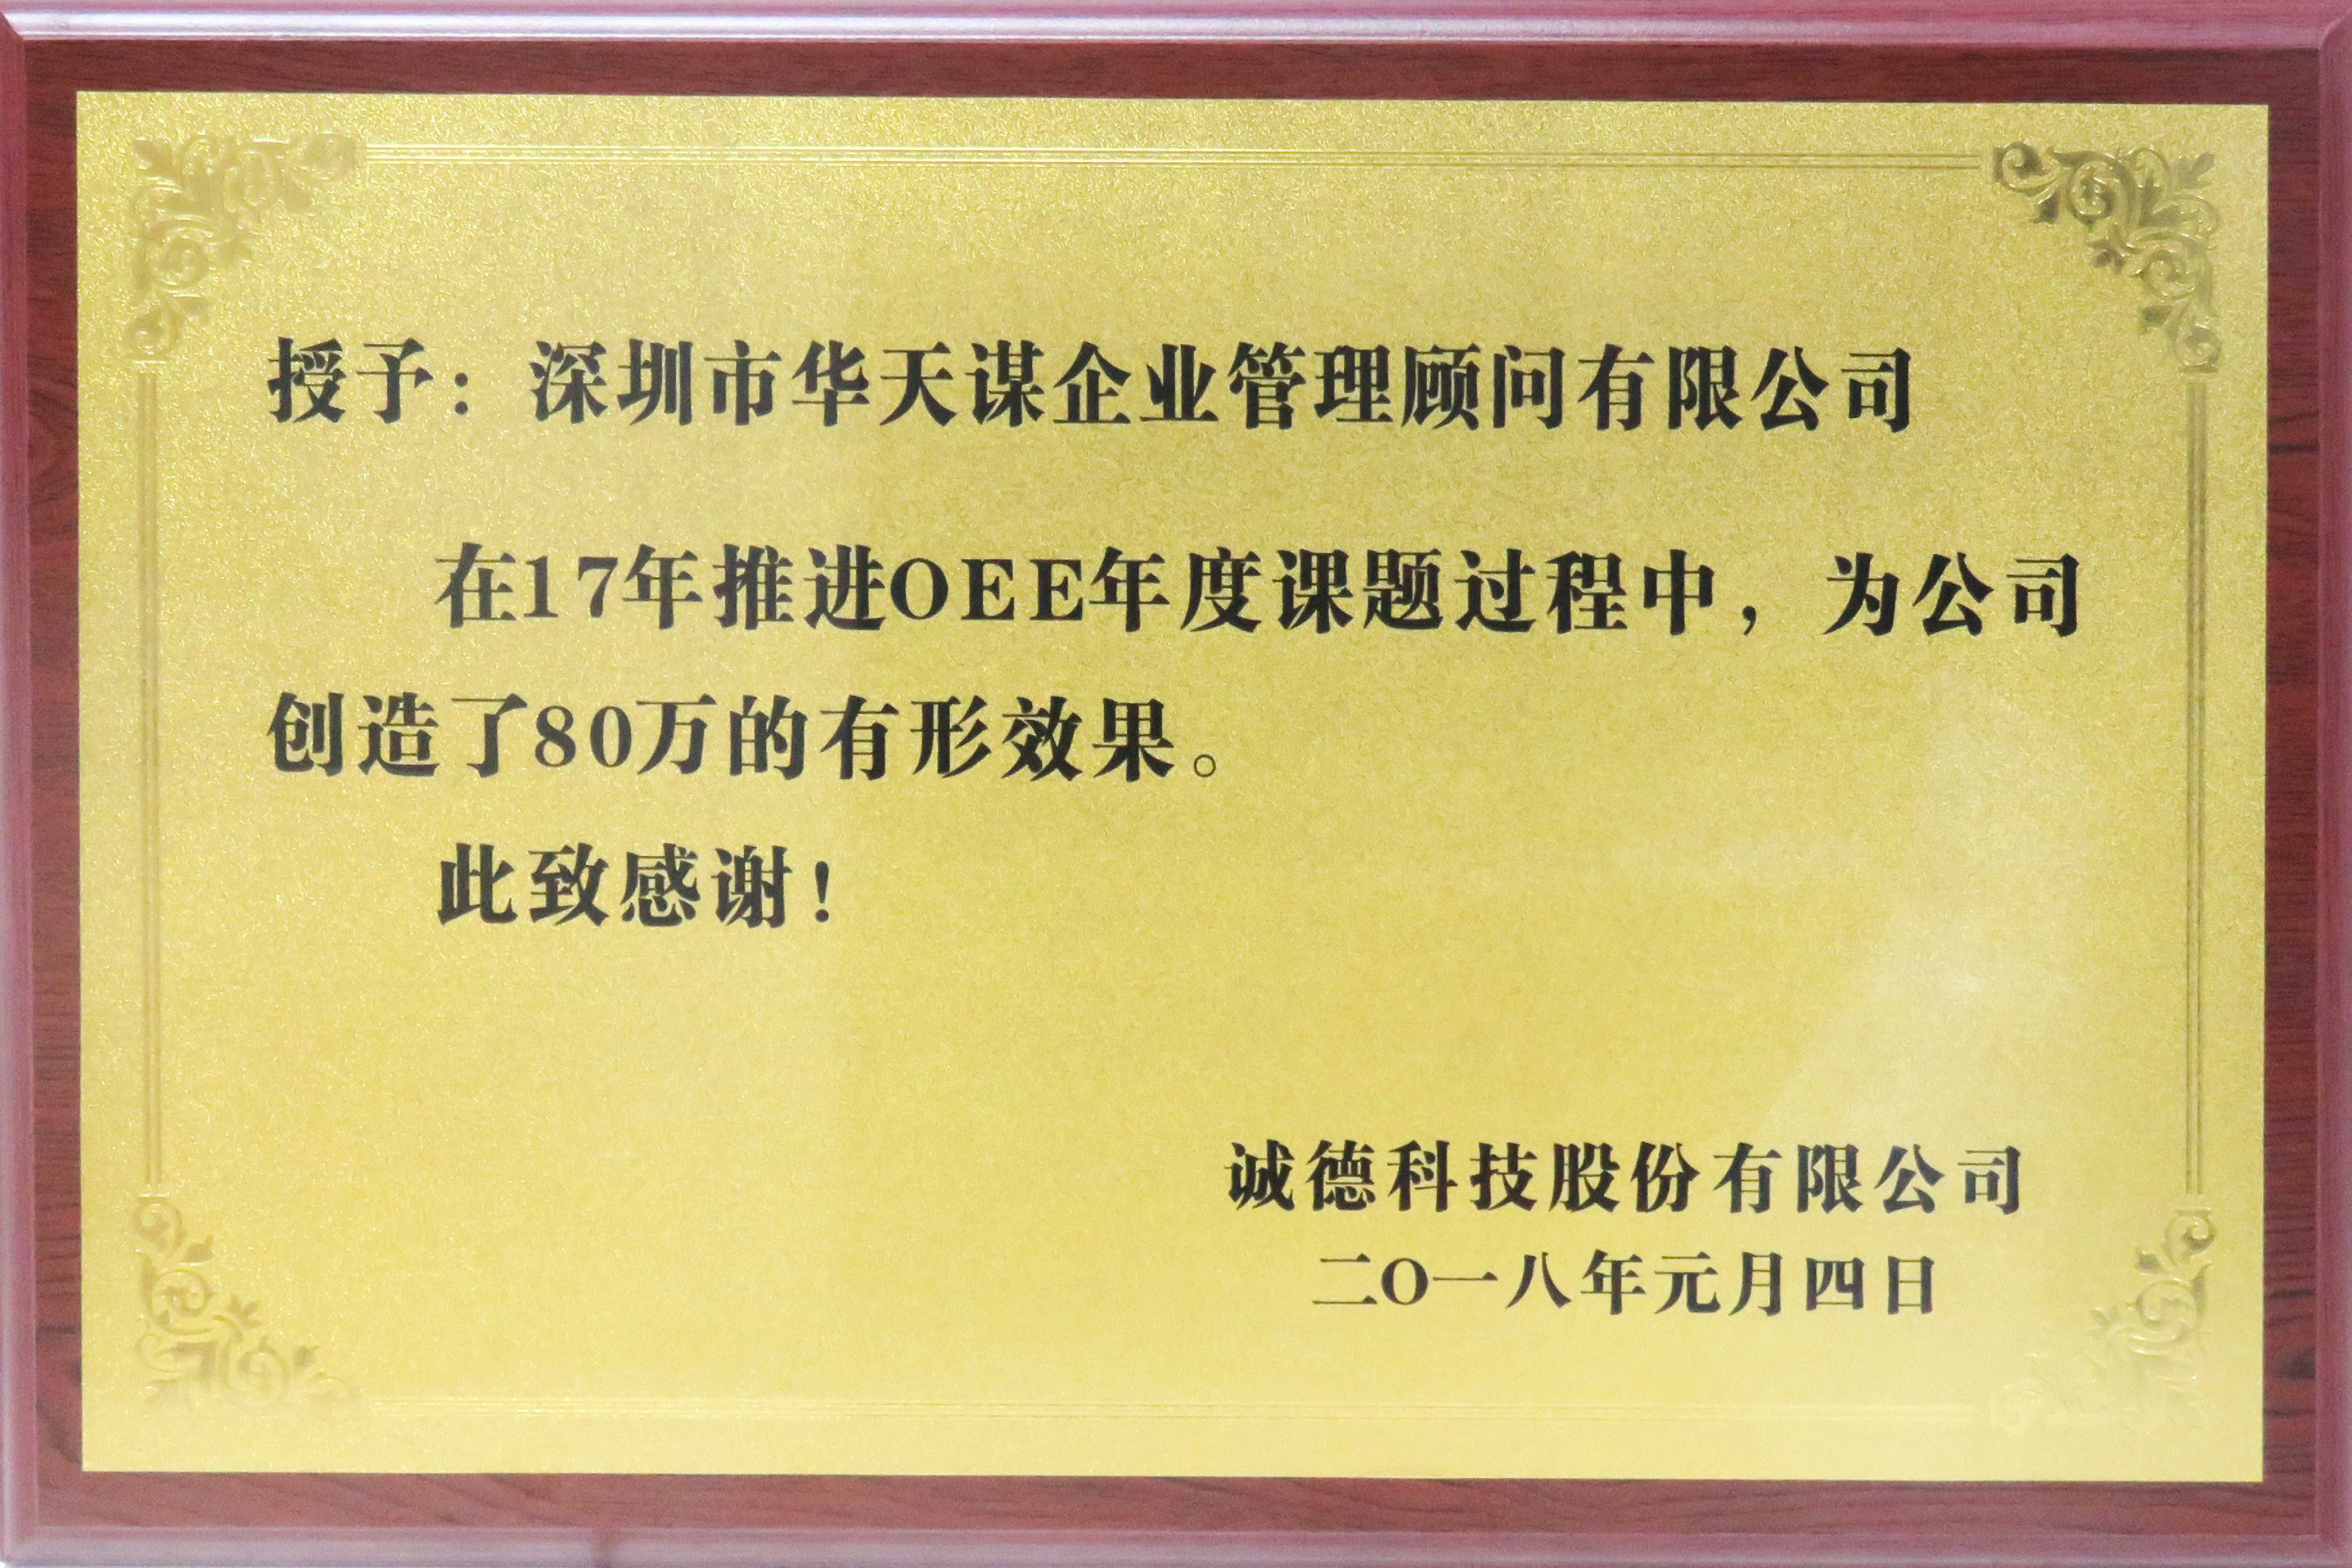 授予：深圳市华天谋企业管理顾问有限公司
在17年推进OEE年度课题过程中，为公司
创造了80万的有形效果。
此致感谢！
诚德科技股份有限公司
二O一八年元月四日